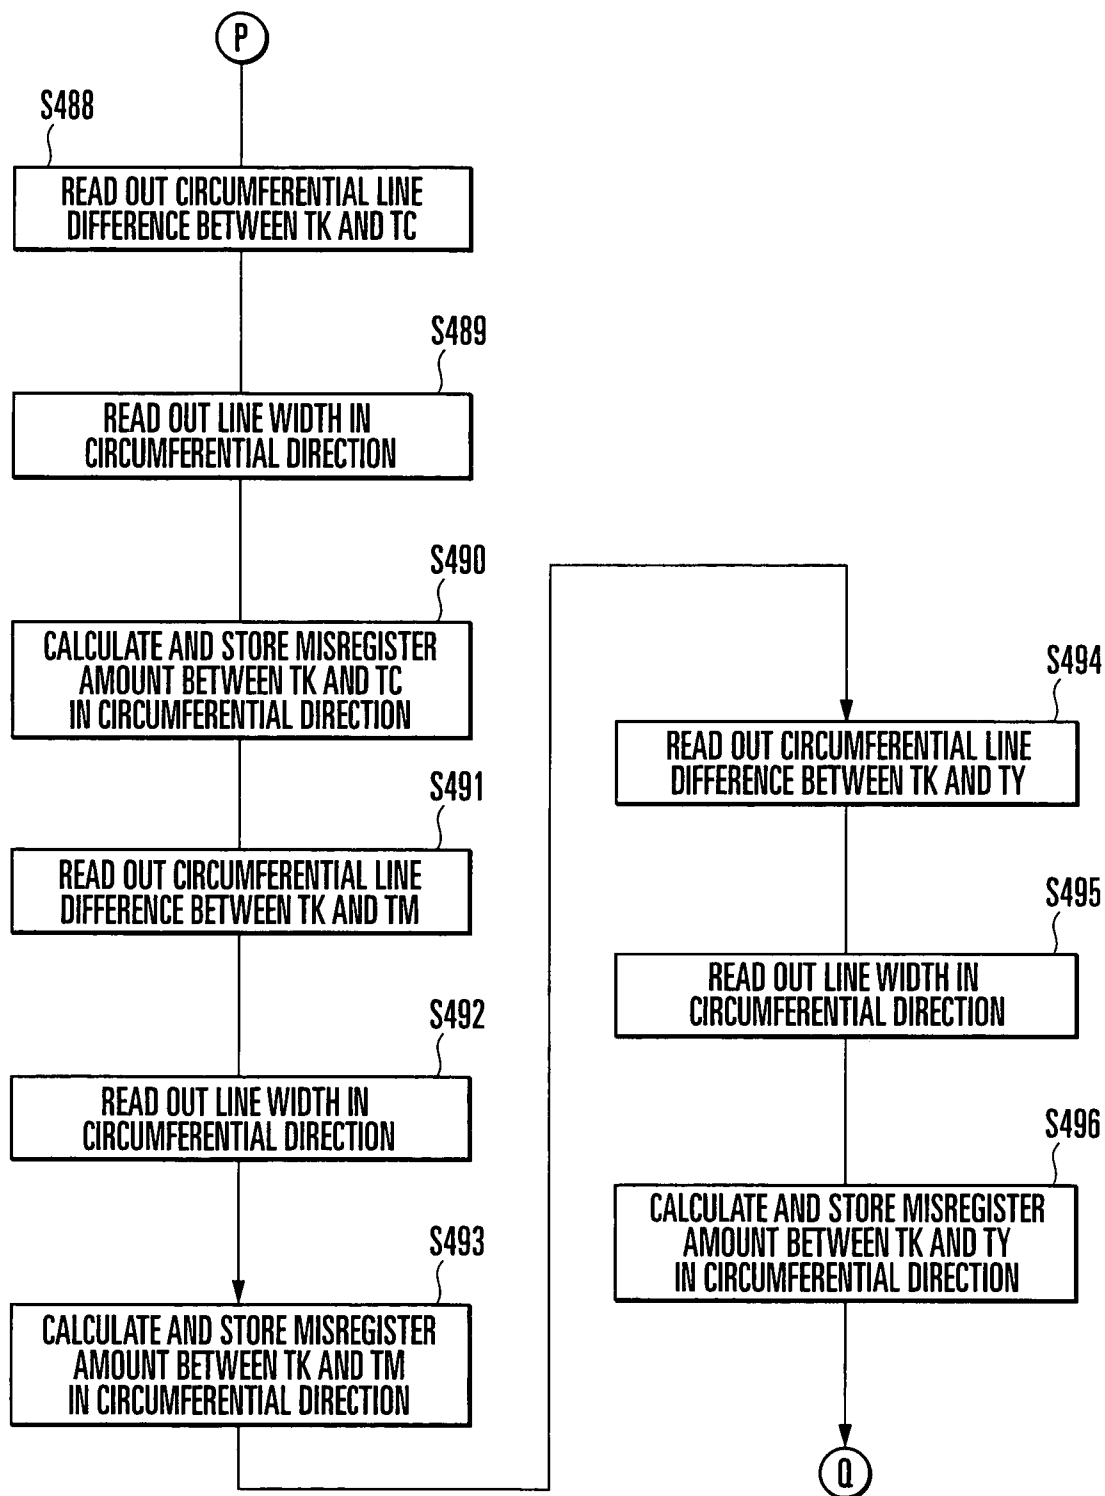 P
S488
READ OUT CIRCUMFERENTIAL LINE
DIFFERENCE BETWEEN TK AND TC
S489
READ OUT LINE WIDTH IN
CIRCUMFERENTIAL DIRECTION
S490
CALCULATE AND STORE MISREGISTER
AMOUNT BETWEEN TK AND TC
IN CIRCUMFERENTIAL DIRECTION
S491
READ OUT CIRCUMFERENTIAL LINE
DIFFERENCE BETWEEN TK AND TM
S492
READ OUT LINE WIDTH IN
CIRCUMFERENTIAL DIRECTION
S493
CALCULATE AND STORE MISREGISTER
AMOUNT BETWEEN TK AND TM
IN CIRCUMFERENTIAL DIRECTION
S494
READ OUT CIRCUMFERENTIAL LINE
DIFFERENCE BETWEEN TK AND TY
S495
READ OUT LINE WIDTH IN
CIRCUMFERENTIAL DIRECTION
S496
CALCULATE AND STORE MISREGISTER
AMOUNT BETWEEN TK AND TY
IN CIRCUMFERENTIAL DIRECTION
Q